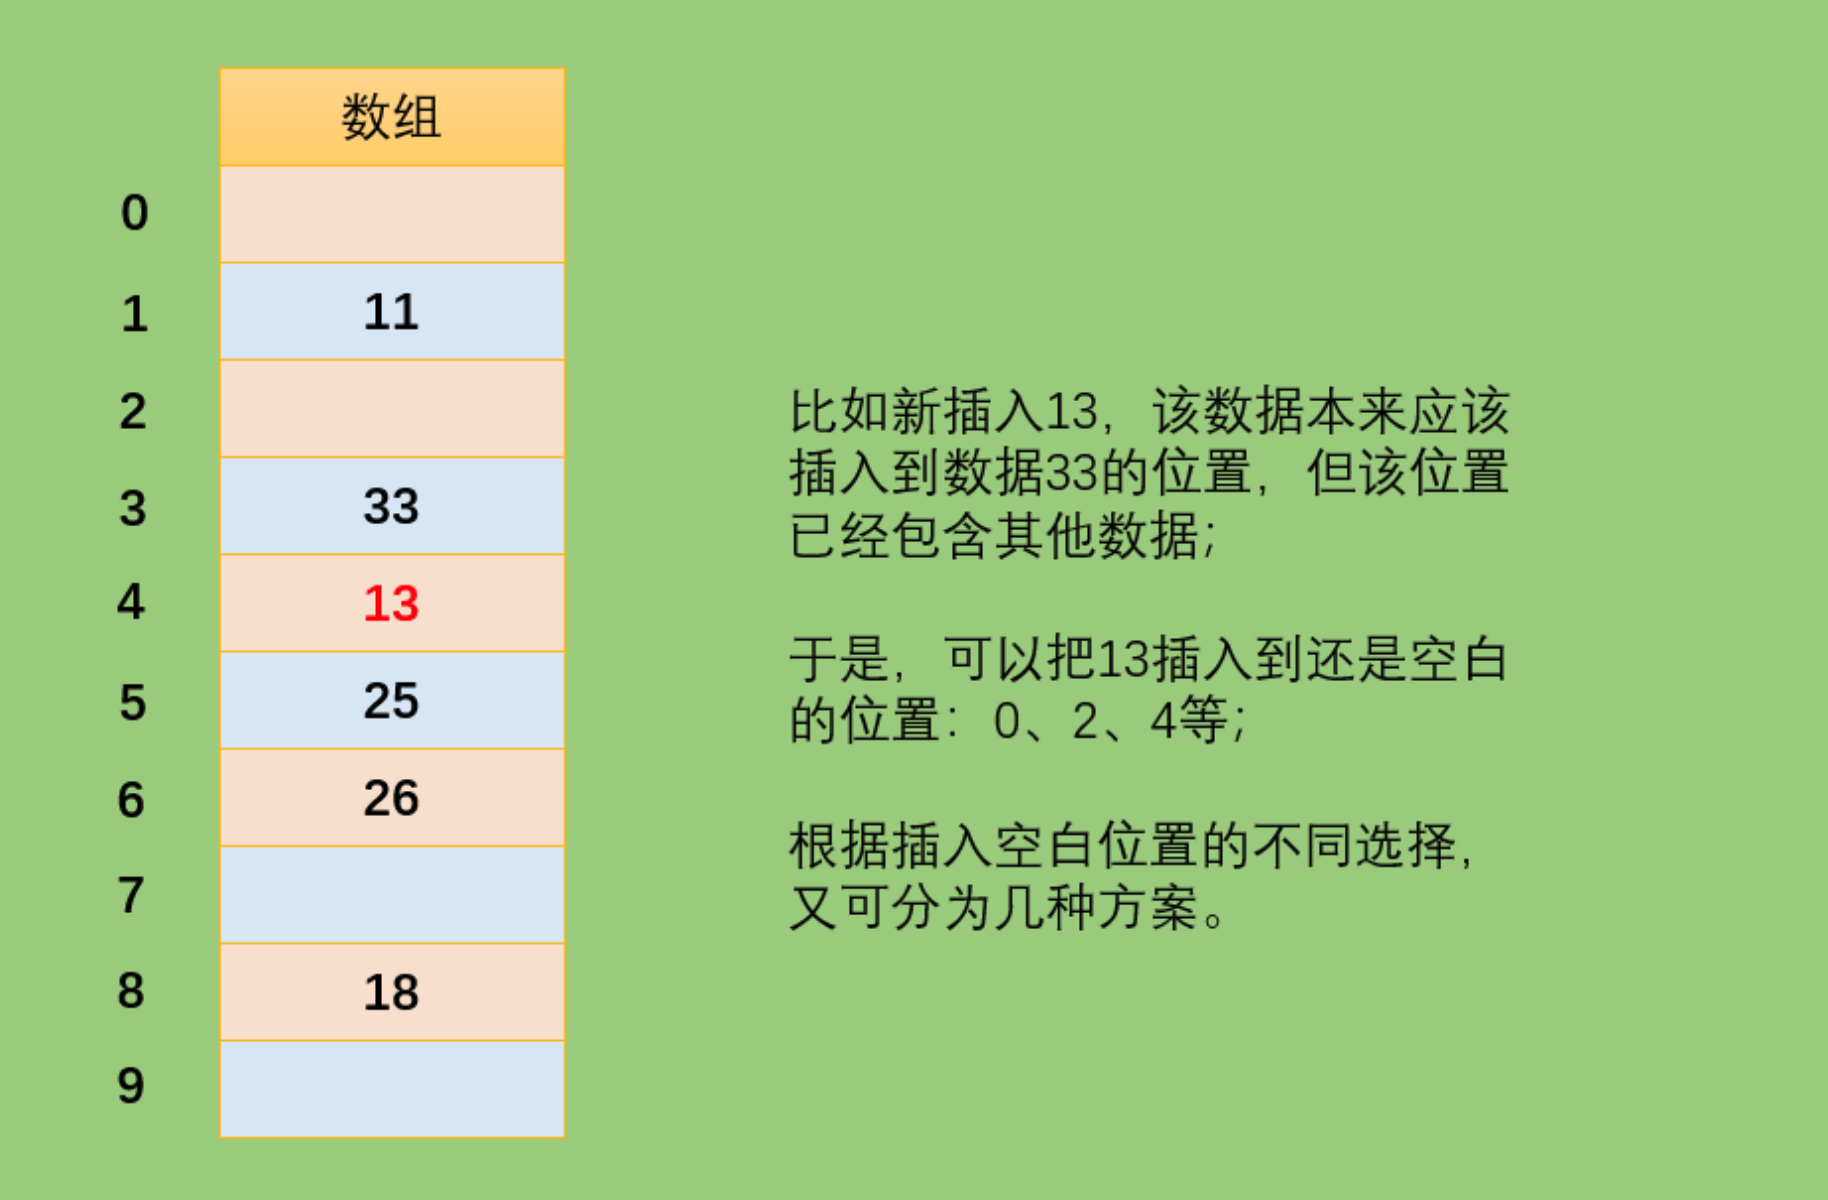 数组
0
1 11
2
3 33
4 13
5 25
6 26
7
8 18
9
比如新插入13，该数据本来应该
插入到数据33的位置，但该位置
已经包含其他数据；
于是，可以把13插入到还是空白
的位置：0、2、4等；
根据插入空白位置的不同选择，
又可分为几种方案。